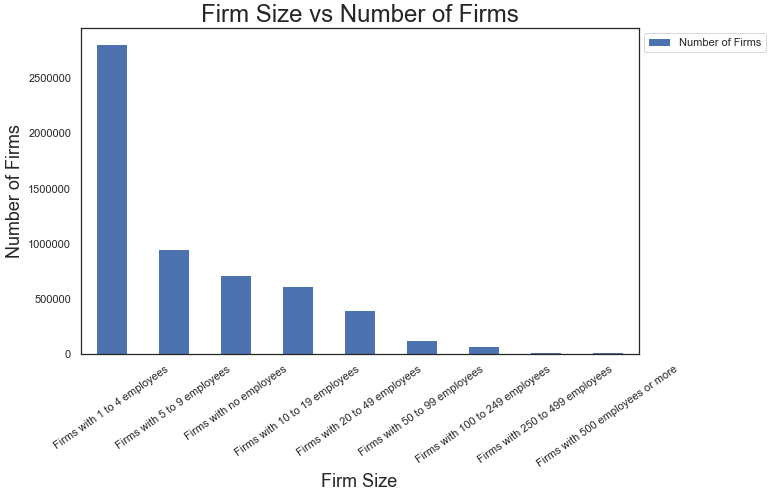 Firm Size vs Number of Firms
Number of Firms
Number of Firms
2500000
2000000
1500000
1000000
500000
0
Firms with 1 to 4 employees
Firms with 5 to 9 employees
Firms with no employees
Firms with 10 to 19 employees
Firms with 20 to 49 employees
Firms with 50 to 99 employees
Firms with 100 to 249 employees
Firms with 250 to 499 employees
Firms with 500 employees or more
Firm Size